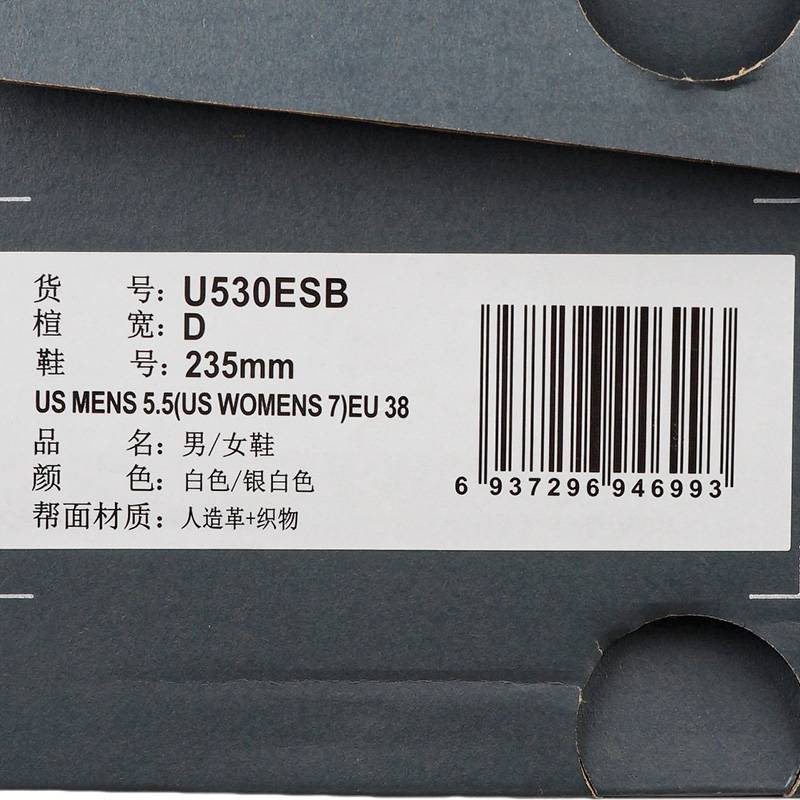 货 号: U530ESB
楦 宽: D
鞋 号: 235mm
US MENS 5.5(US WOMENS 7)EU 38
品 名: 男/女鞋
颜 色: 白色/银白色
帮面材质: 人造革+织物
6 937296 946993